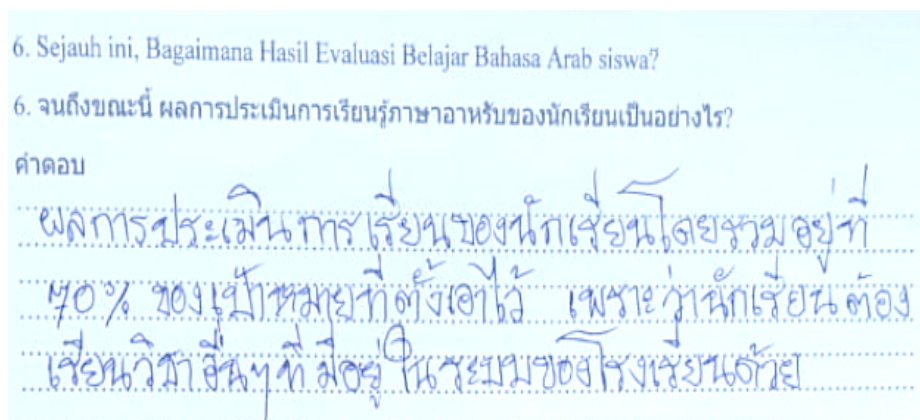 6. Sejauh ini, Bagaimana Hasil Evaluasi Belajar Bahasa Arab siswa?
6. จนถึงขณะนี้ ผลการประเมินการเรียนรู้ภาษาอาหรับของนักเรียนเป็นอย่างไร?
คำตอบ
ผลการประเมินการเรียนของนักเรียนโดยรวมอยู่ที่
70% ของเป้าหมายที่ตั้งเอาไว้ เพราะว่านักเรียนต้อง
เรียนวิชาอื่นๆที่มีอยู่ในระบบของโรงเรียนด้วย